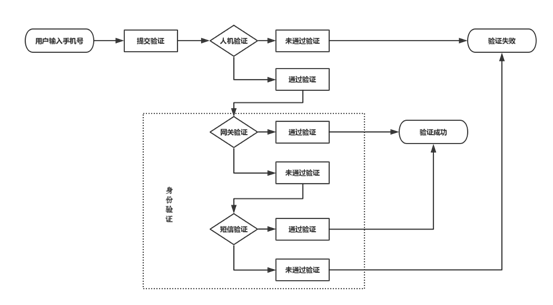 用户输入手机号
提交验证
人机验证
未通过验证
验证失败
通过验证
网关验证
通过验证
验证成功
未通过验证
身份验证
短信验证
通过验证
未通过验证